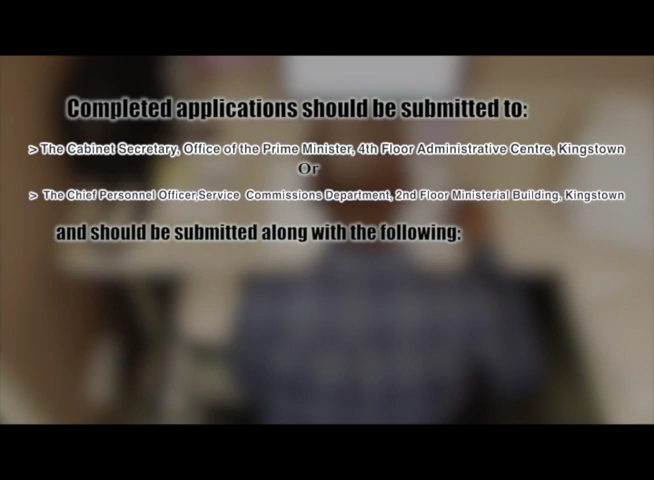 Completed applications should be submitted to:
> The Cabinet Secretary, Office of the Prime Minister, 4th Floor Administrative Centre, Kingstown
Or
> The Chief Personnel Officer,Service Commissions Department, 2nd Floor Ministerial Building, Kingstown
and should be submitted along with the following: